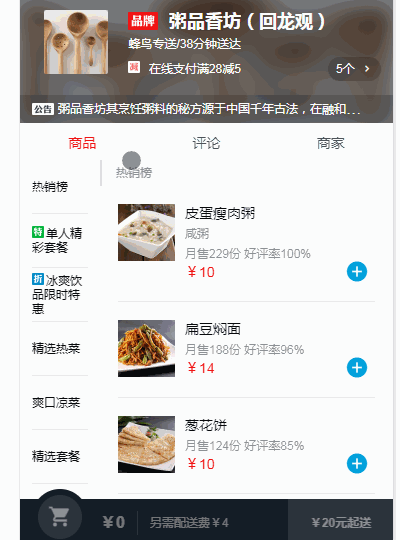 品牌 粥品香坊（回龙观）
蜂鸟专送/38分钟送达
减 在线支付满28减5
5个 >
公告 粥品香坊其烹饪粥料的秘方源于中国千年古法，在融和...
商品 评论 商家
热销榜
特 单人精
彩套餐
折 冰爽饮
品限时特
惠
精选热菜
爽口凉菜
精选套餐
热销榜
皮蛋瘦肉粥
咸粥
月售229份 好评率100%
￥10
扁豆焖面
月售188份 好评率96%
￥14
葱花饼
月售124份 好评率85%
￥10
￥0 另需配送费￥4 ￥20元起送